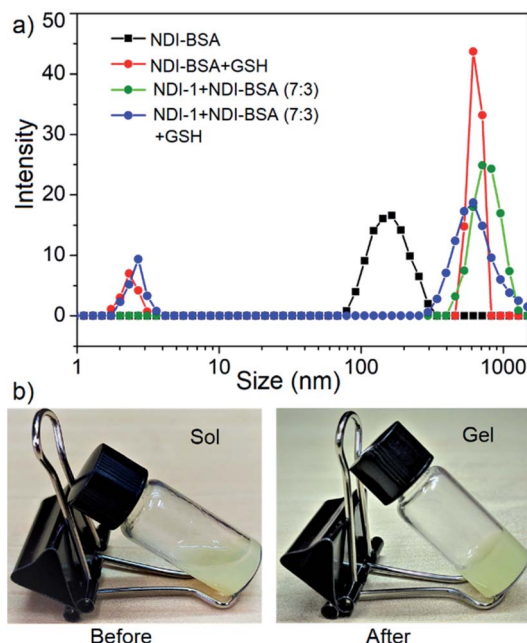 a)
50
40
30
20
10
0
Intensity
NDI-BSA
NDI-BSA+GSH
NDI-1+NDI-BSA (7:3)
NDI-1+NDI-BSA (7:3)
+GSH
1
10
100
1000
Size (nm)
b)
Sol
Gel
Before
After